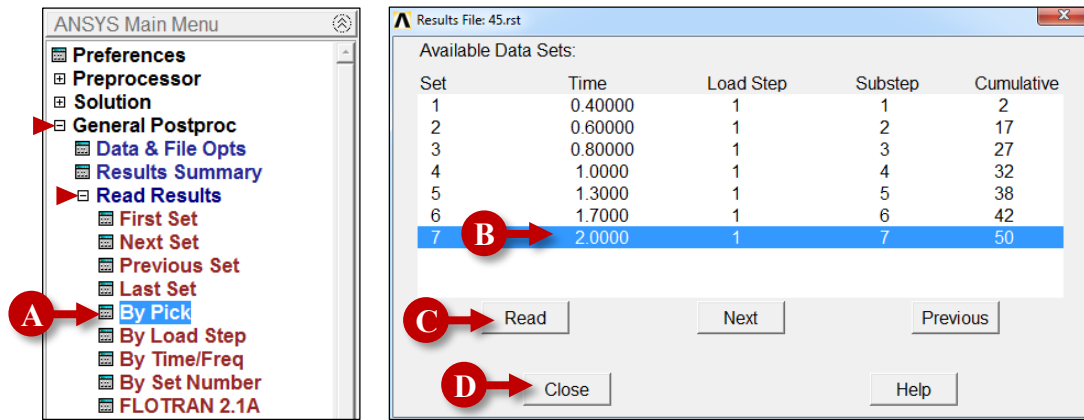 ANSYS Main Menu
Preferences
Preprocessor
Solution
General Postproc
Data & File Opts
Results Summary
Read Results
First Set
Next Set
Previous Set
Last Set
A By Pick
By Load Step
By Time/Freq
By Set Number
FLOTRAN 2.1A
Results File: 45.rst
Available Data Sets:
Set Time Load Step Substep Cumulative
1 0.40000 1 1 2
2 0.60000 1 2 17
3 0.80000 1 3 27
4 1.0000 1 4 32
5 1.3000 1 5 38
6 1.7000 1 6 42
7 B 2.0000 1 7 50
C Read Next Previous
D Close Help